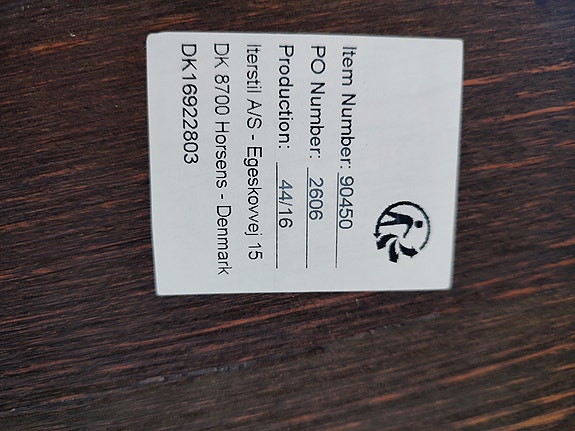 Item Number: 90450
PO Number: 2606
Production: 44/16
Iterstil A/S - Egeskovvej 15
DK 8700 Horsens - Denmark
DK16922803